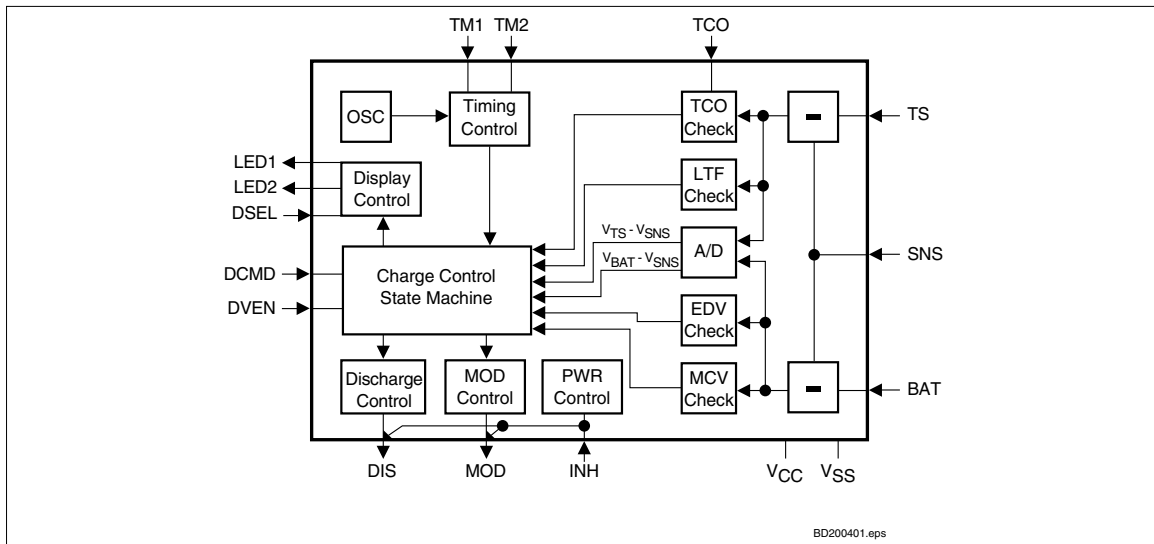 TM1 TM2 TCO
OSC
Timing
Control
TCO
Check
-
TS
LED1
LED2
DSEL
Display
Control
LTF
Check
VTS - VSNS
VBAT - VSNS
A/D
SNS
DCMD
DVEN
Charge Control
State Machine
EDV
Check
Discharge
Control
MOD
Control
PWR
Control
MCV
Check
-
BAT
DIS MOD INH VCC VSS
BD200401.eps